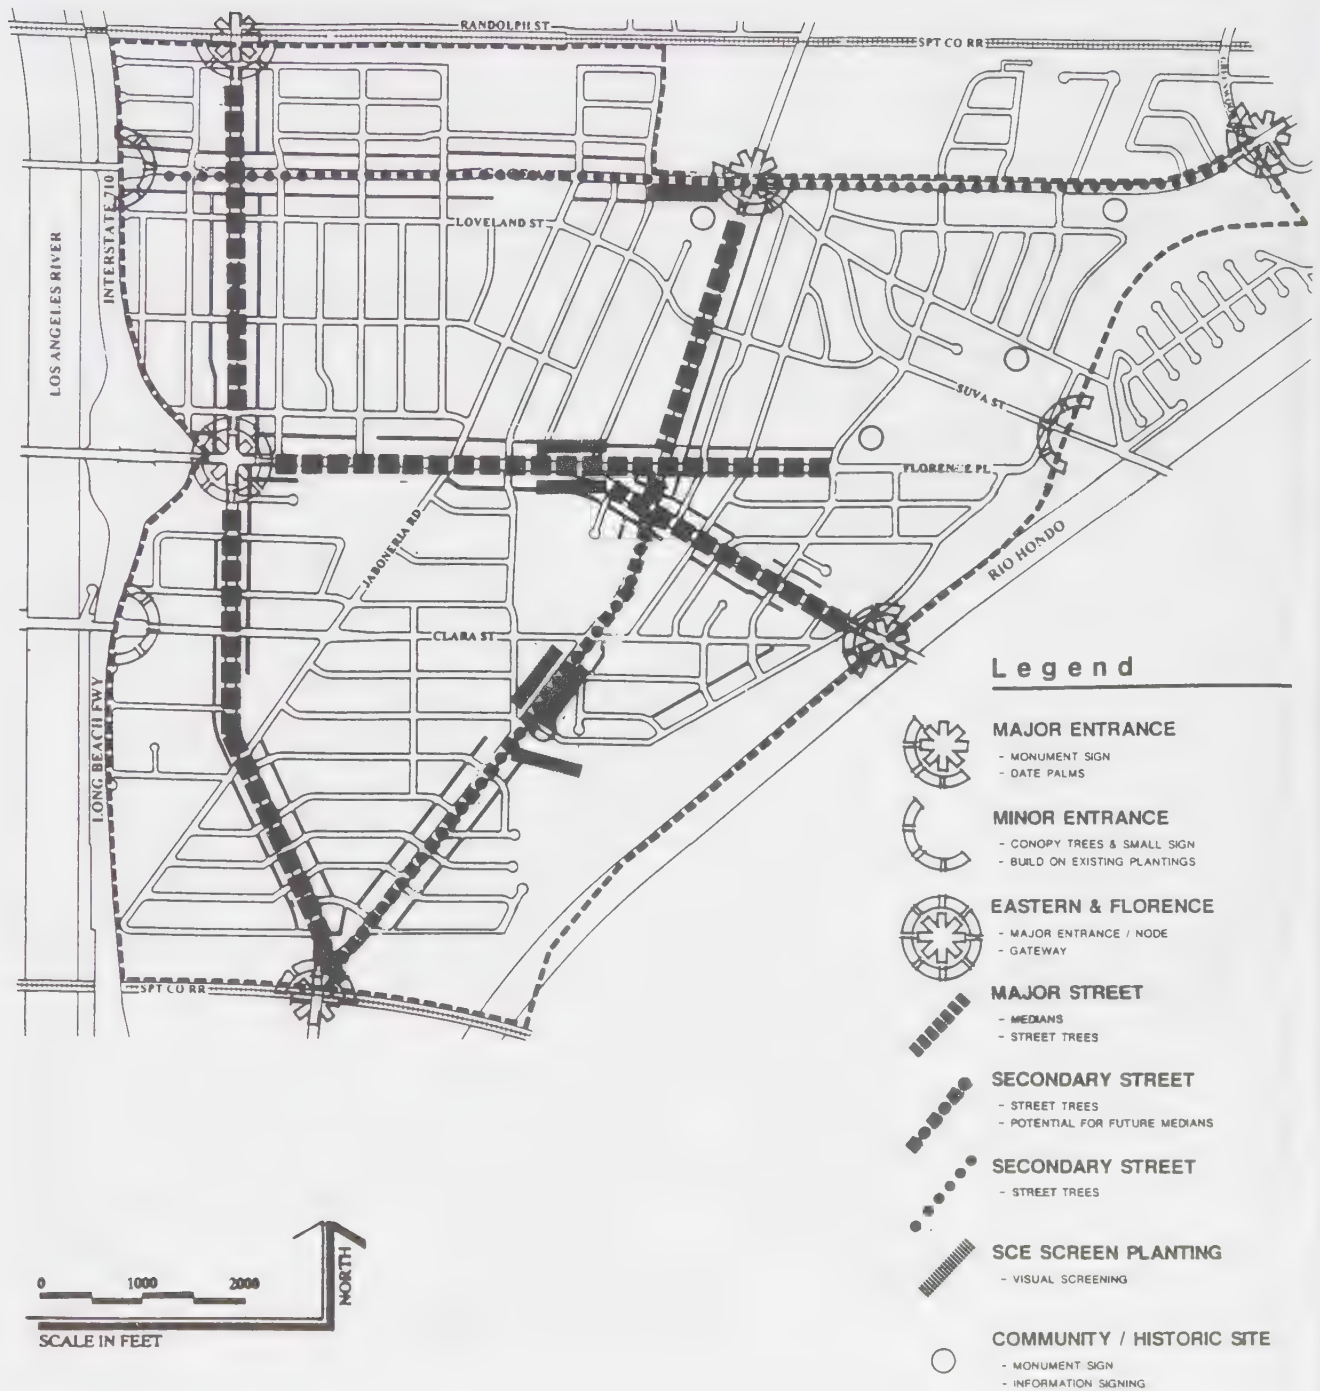 RANDOLPH ST
SPT CO RR
LOVELAND ST
INTERSTATE 710
LOS ANGELES RIVER
SUVA ST
FLORENCE PL
JABONERIA RD
RIO HONDO
CLARA ST
LONG BEACH FWY
SPT CO RR
Legend
MAJOR ENTRANCE
- MONUMENT SIGN
- DATE PALMS
MINOR ENTRANCE
- CONOPY TREES & SMALL SIGN
- BUILD ON EXISTING PLANTINGS
EASTERN & FLORENCE
- MAJOR ENTRANCE / NODE
- GATEWAY
MAJOR STREET
- MEDIANS
- STREET TREES
SECONDARY STREET
- STREET TREES
- POTENTIAL FOR FUTURE MEDIANS
SECONDARY STREET
- STREET TREES
SCE SCREEN PLANTING
- VISUAL SCREENING
COMMUNITY / HISTORIC SITE
- MONUMENT SIGN
- INFORMATION SIGNING
0 1000 2000
NORTH
SCALE IN FEET